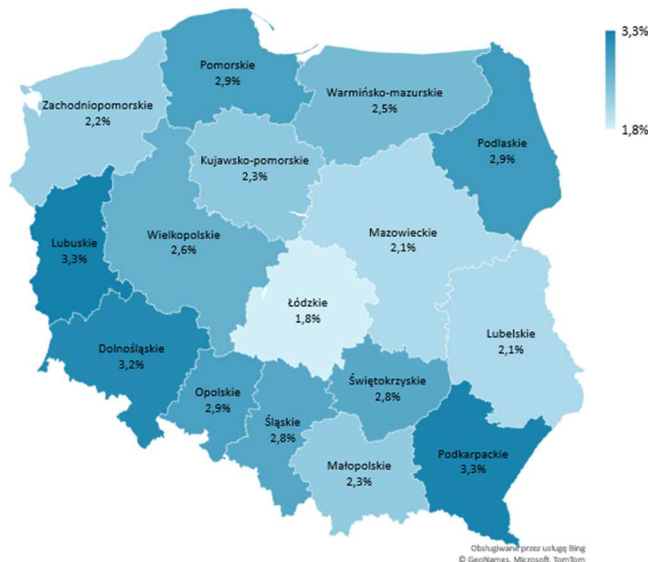 3,3%
1,8%
Pomorskie
2,9%
Warmińsko-mazurskie
2,5%
Zachodniopomorskie
2,2%
Podlaskie
2,9%
Kujawsko-pomorskie
2,3%
Mazowieckie
2,1%
Wielkopolskie
2,6%
Lubuskie
3,3%
Łódzkie
1,8%
Lubelskie
2,1%
Dolnośląskie
3,2%
Świętokrzyskie
2,8%
Opolskie
2,9%
Śląskie
2,8%
Podkarpackie
3,3%
Małopolskie
2,3%
Obsługiwane przez usługę Bing
© GeoNames, Microsoft, TomTom